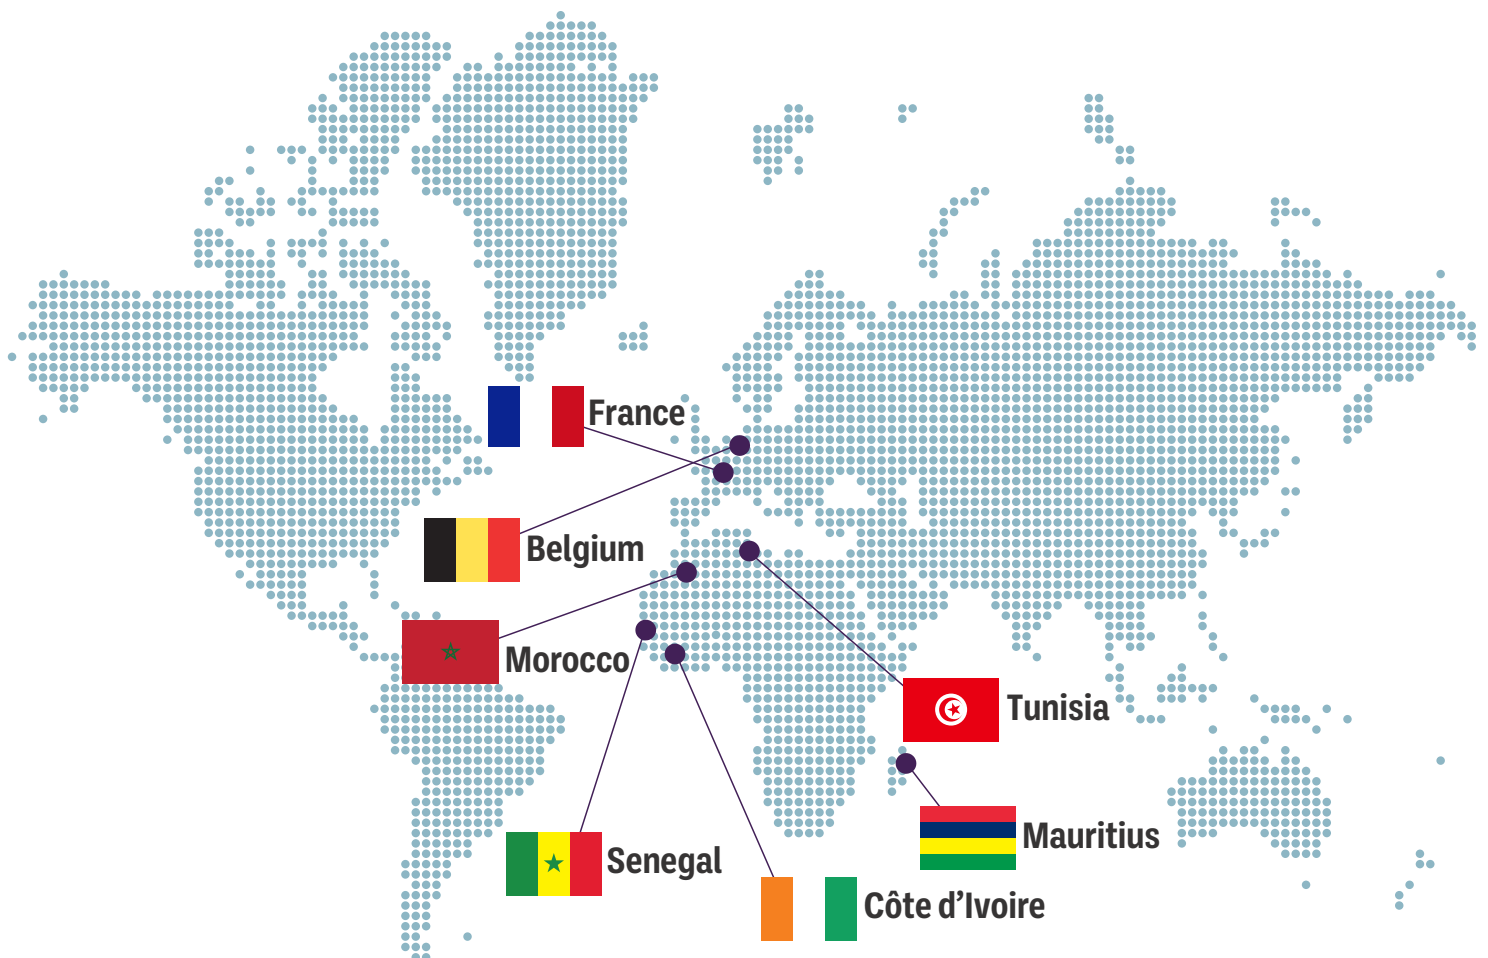 France
Belgium
Morocco
Tunisia
Mauritius
Senegal
Côte d’Ivoire